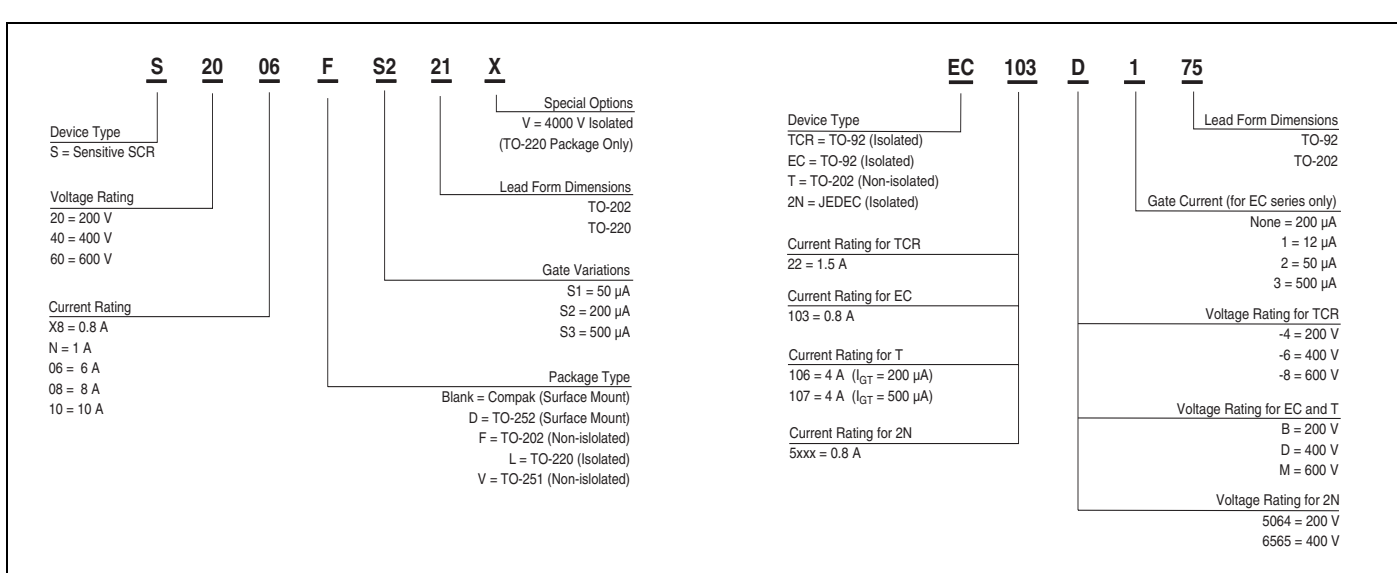 S 20 06 F S2 21 X
Device Type
S = Sensitive SCR
Voltage Rating
20 = 200 V
40 = 400 V
60 = 600 V
Current Rating
X8 = 0.8 A
N = 1 A
06 = 6 A
08 = 8 A
10 = 10 A
Special Options
V = 4000 V Isolated
(TO-220 Package Only)
Lead Form Dimensions
TO-202
TO-220
Gate Variations
S1 = 50 µA
S2 = 200 µA
S3 = 500 µA
Package Type
Blank = Compak (Surface Mount)
D = TO-252 (Surface Mount)
F = TO-202 (Non-islolated)
L = TO-220 (Isolated)
V = TO-251 (Non-islolated)
EC 103 D 1 75
Device Type
TCR = TO-92 (Isolated)
EC = TO-92 (Isolated)
T = TO-202 (Non-isolated)
2N = JEDEC (Isolated)
Current Rating for TCR
22 = 1.5 A
Current Rating for EC
103 = 0.8 A
Current Rating for T
106 = 4 A (IGT = 200 µA)
107 = 4 A (IGT = 500 µA)
Current Rating for 2N
5xxx = 0.8 A
Lead Form Dimensions
TO-92
TO-202
Gate Current (for EC series only)
None = 200 µA
1 = 12 µA
2 = 50 µA
3 = 500 µA
Voltage Rating for TCR
-4 = 200 V
-6 = 400 V
-8 = 600 V
Voltage Rating for EC and T
B = 200 V
D = 400 V
M = 600 V
Voltage Rating for 2N
5064 = 200 V
6565 = 400 V